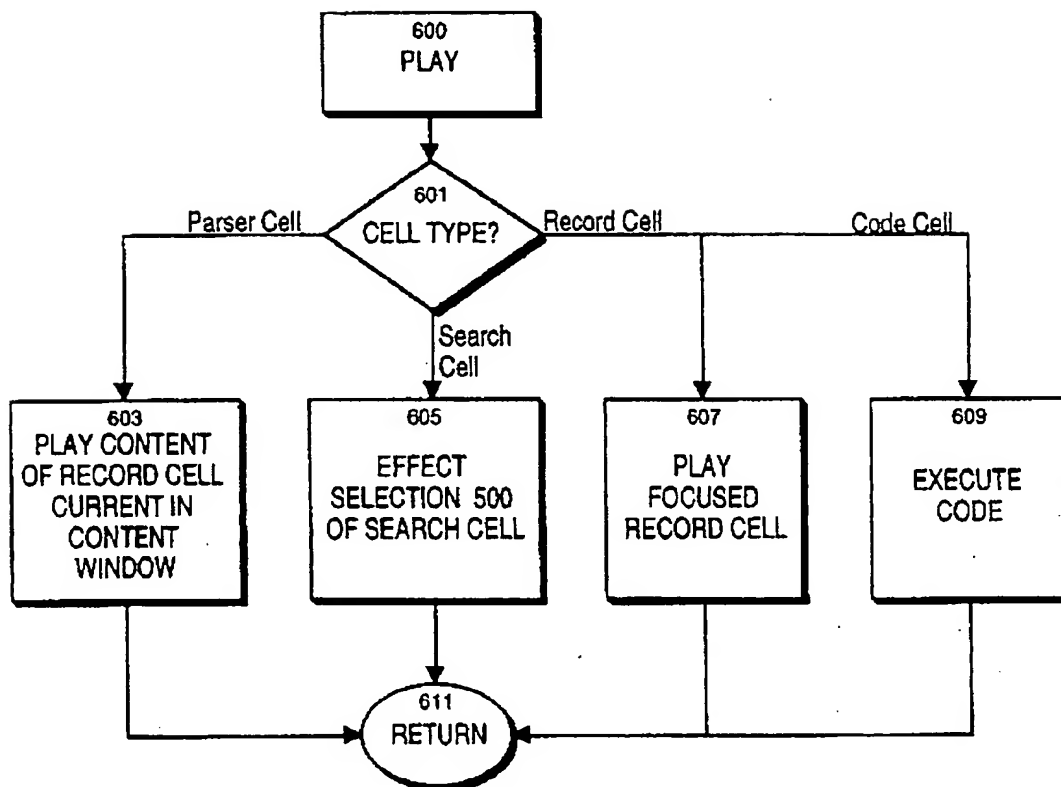 600
PLAY
601
CELL TYPE?
Parser Cell
Record Cell
Code Cell
Search
Cell
603
PLAY CONTENT
OF RECORD CELL
CURRENT IN
CONTENT
WINDOW
605
EFFECT
SELECTION 500
OF SEARCH CELL
607
PLAY
FOCUSED
RECORD CELL
609
EXECUTE
CODE
611
RETURN